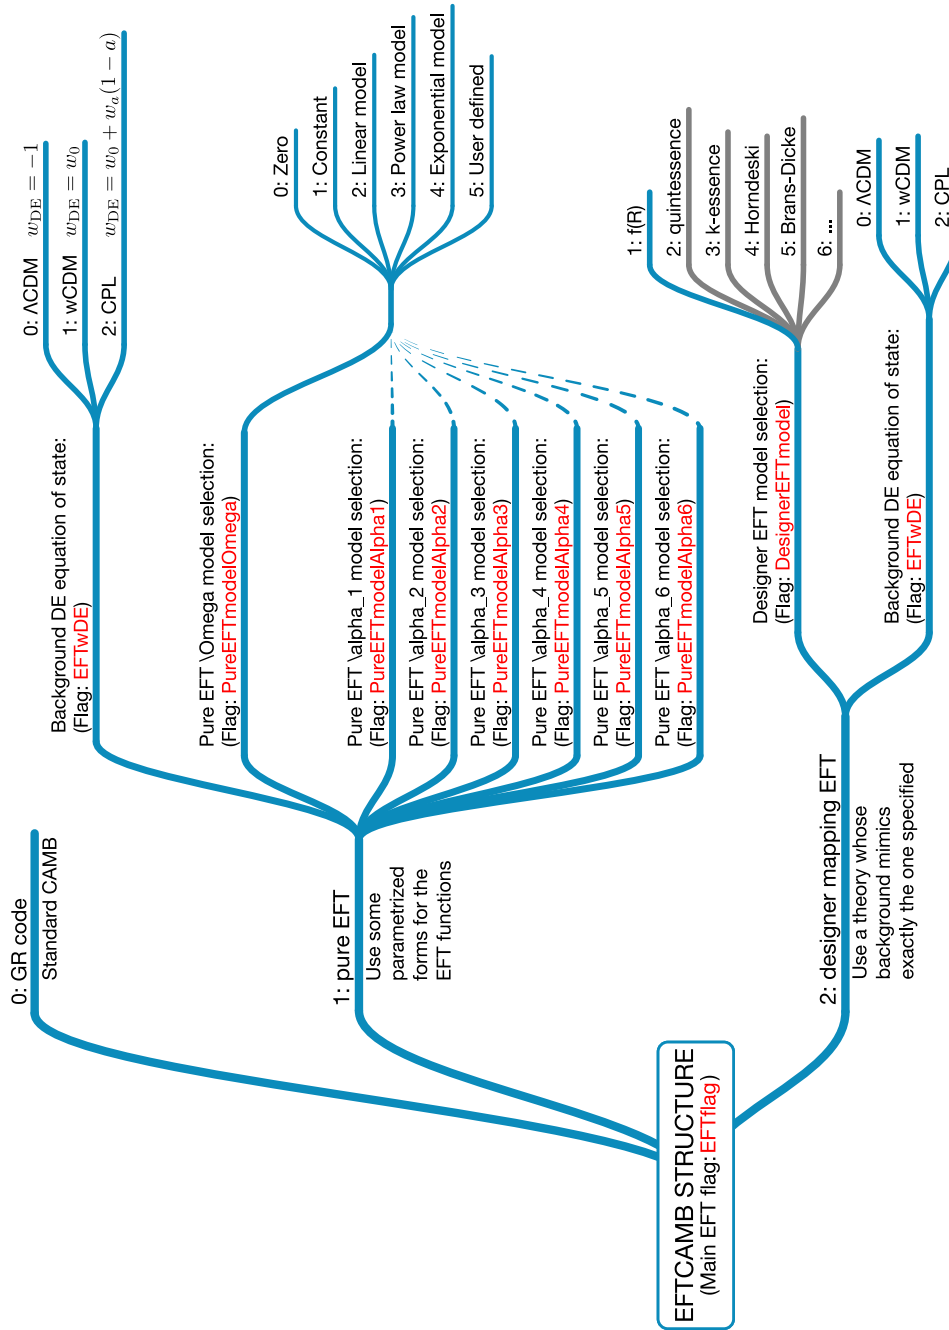 EFTCAMB STRUCTURE
(Main EFT flag: EFTflag)
0: GR code
Standard CAMB
1: pure EFT
Use some
parametrized
forms for the
EFT functions
Background DE equation of state:
(Flag: EFTwDE)
0: ΛCDM w_DE = −1
1: wCDM w_DE = w_0
2: CPL w_DE = w_0 + w_a(1 − a)
Pure EFT \Omega model selection:
(Flag: PureEFTmodelOmega)
Pure EFT \alpha_1 model selection:
(Flag: PureEFTmodelAlpha1)
Pure EFT \alpha_2 model selection:
(Flag: PureEFTmodelAlpha2)
Pure EFT \alpha_3 model selection:
(Flag: PureEFTmodelAlpha3)
Pure EFT \alpha_4 model selection:
(Flag: PureEFTmodelAlpha4)
Pure EFT \alpha_5 model selection:
(Flag: PureEFTmodelAlpha5)
Pure EFT \alpha_6 model selection:
(Flag: PureEFTmodelAlpha6)
0: Zero
1: Constant
2: Linear model
3: Power law model
4: Exponential model
5: User defined
2: designer mapping EFT
Use a theory whose
background mimics
exactly the one specified
Designer EFT model selection:
(Flag: DesignerEFTmodel)
1: f(R)
2: quintessence
3: k-essence
4: Horndeski
5: Brans-Dicke
6: ...
Background DE equation of state:
(Flag: EFTwDE)
0: ΛCDM
1: wCDM
2: CPL